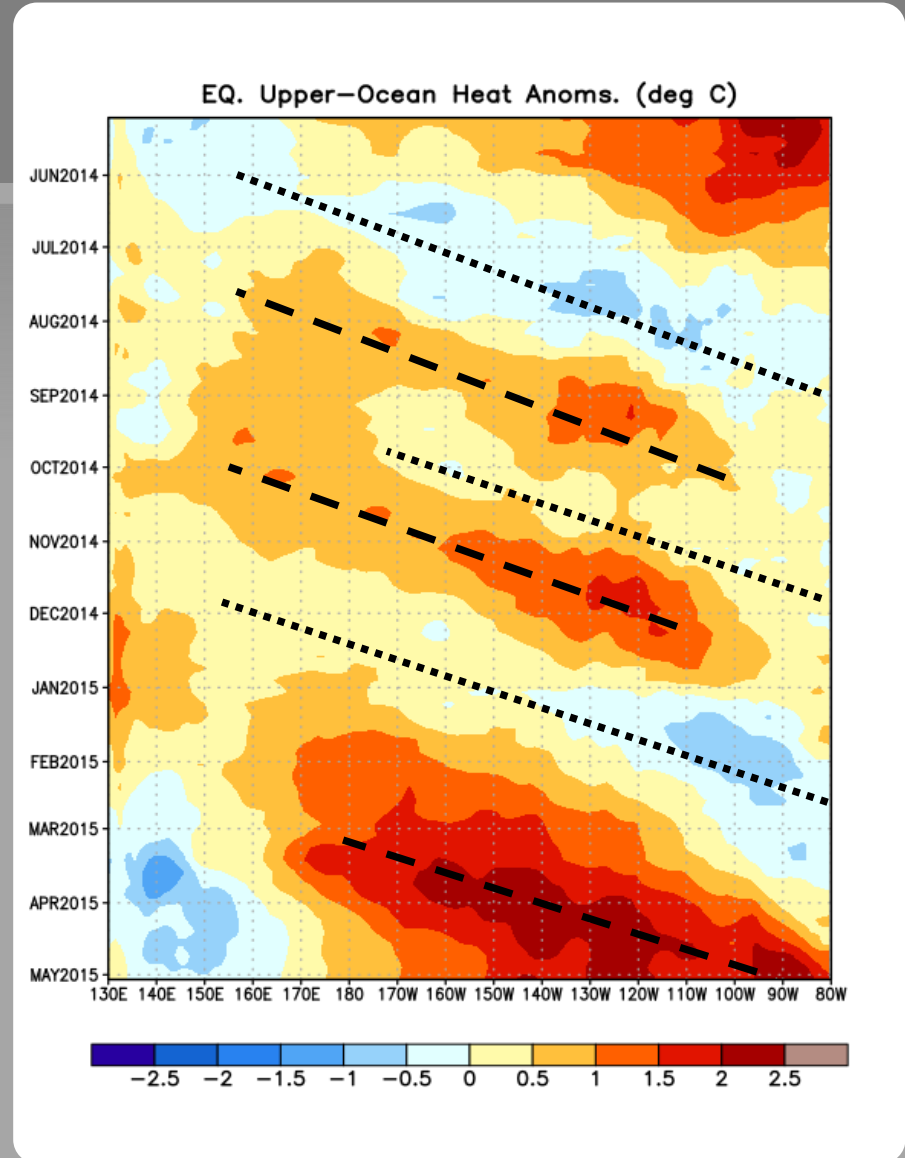 EQ. Upper-Ocean Heat Anoms. (deg C)
JUN2014
JUL2014
AUG2014
SEP2014
OCT2014
NOV2014
DEC2014
JAN2015
FEB2015
MAR2015
APR2015
MAY2015
130E 140E 150E 160E 170E 180 170W 160W 150W 140W 130W 120W 110W 100W 90W 80W
−2.5 −2 −1.5 −1 −0.5 0 0.5 1 1.5 2 2.5